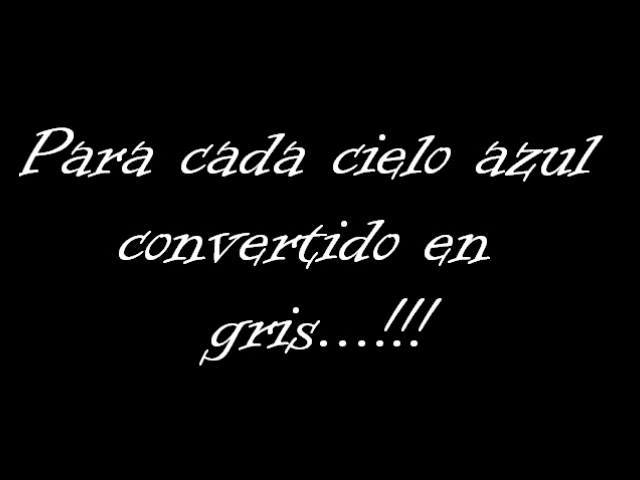 Para cada cielo azul
convertido en
gris...!!!